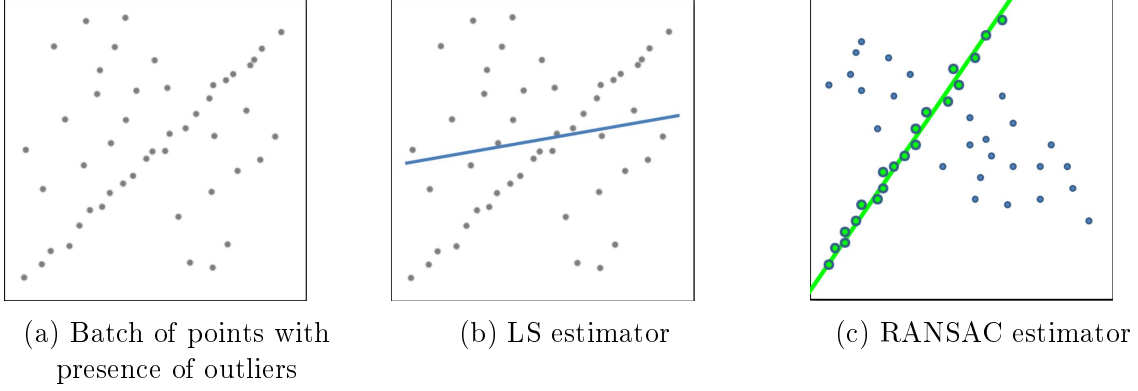 (a) Batch of points with
presence of outliers
(b) LS estimator
(c) RANSAC estimator